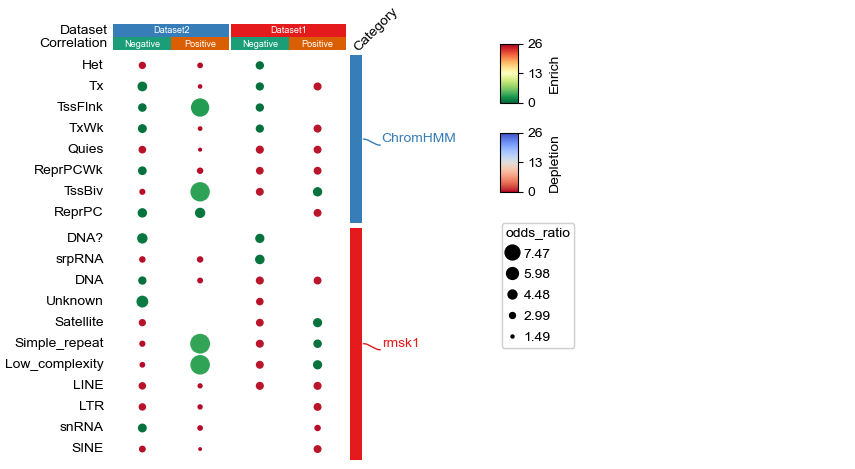 Dataset Dataset2 Dataset1 Category
Correlation Negative Positive Negative Positive
Het
Tx
TssFlnk
TxWk
Quies
ReprPCWk
TssBiv
ReprPC
ChromHMM
DNA?
srpRNA
DNA
Unknown
Satellite
Simple_repeat
Low_complexity
LINE
LTR
snRNA
SINE
rmsk1
26
13
0
Enrich
26
13
0
Depletion
odds_ratio
7.47
5.98
4.48
2.99
1.49